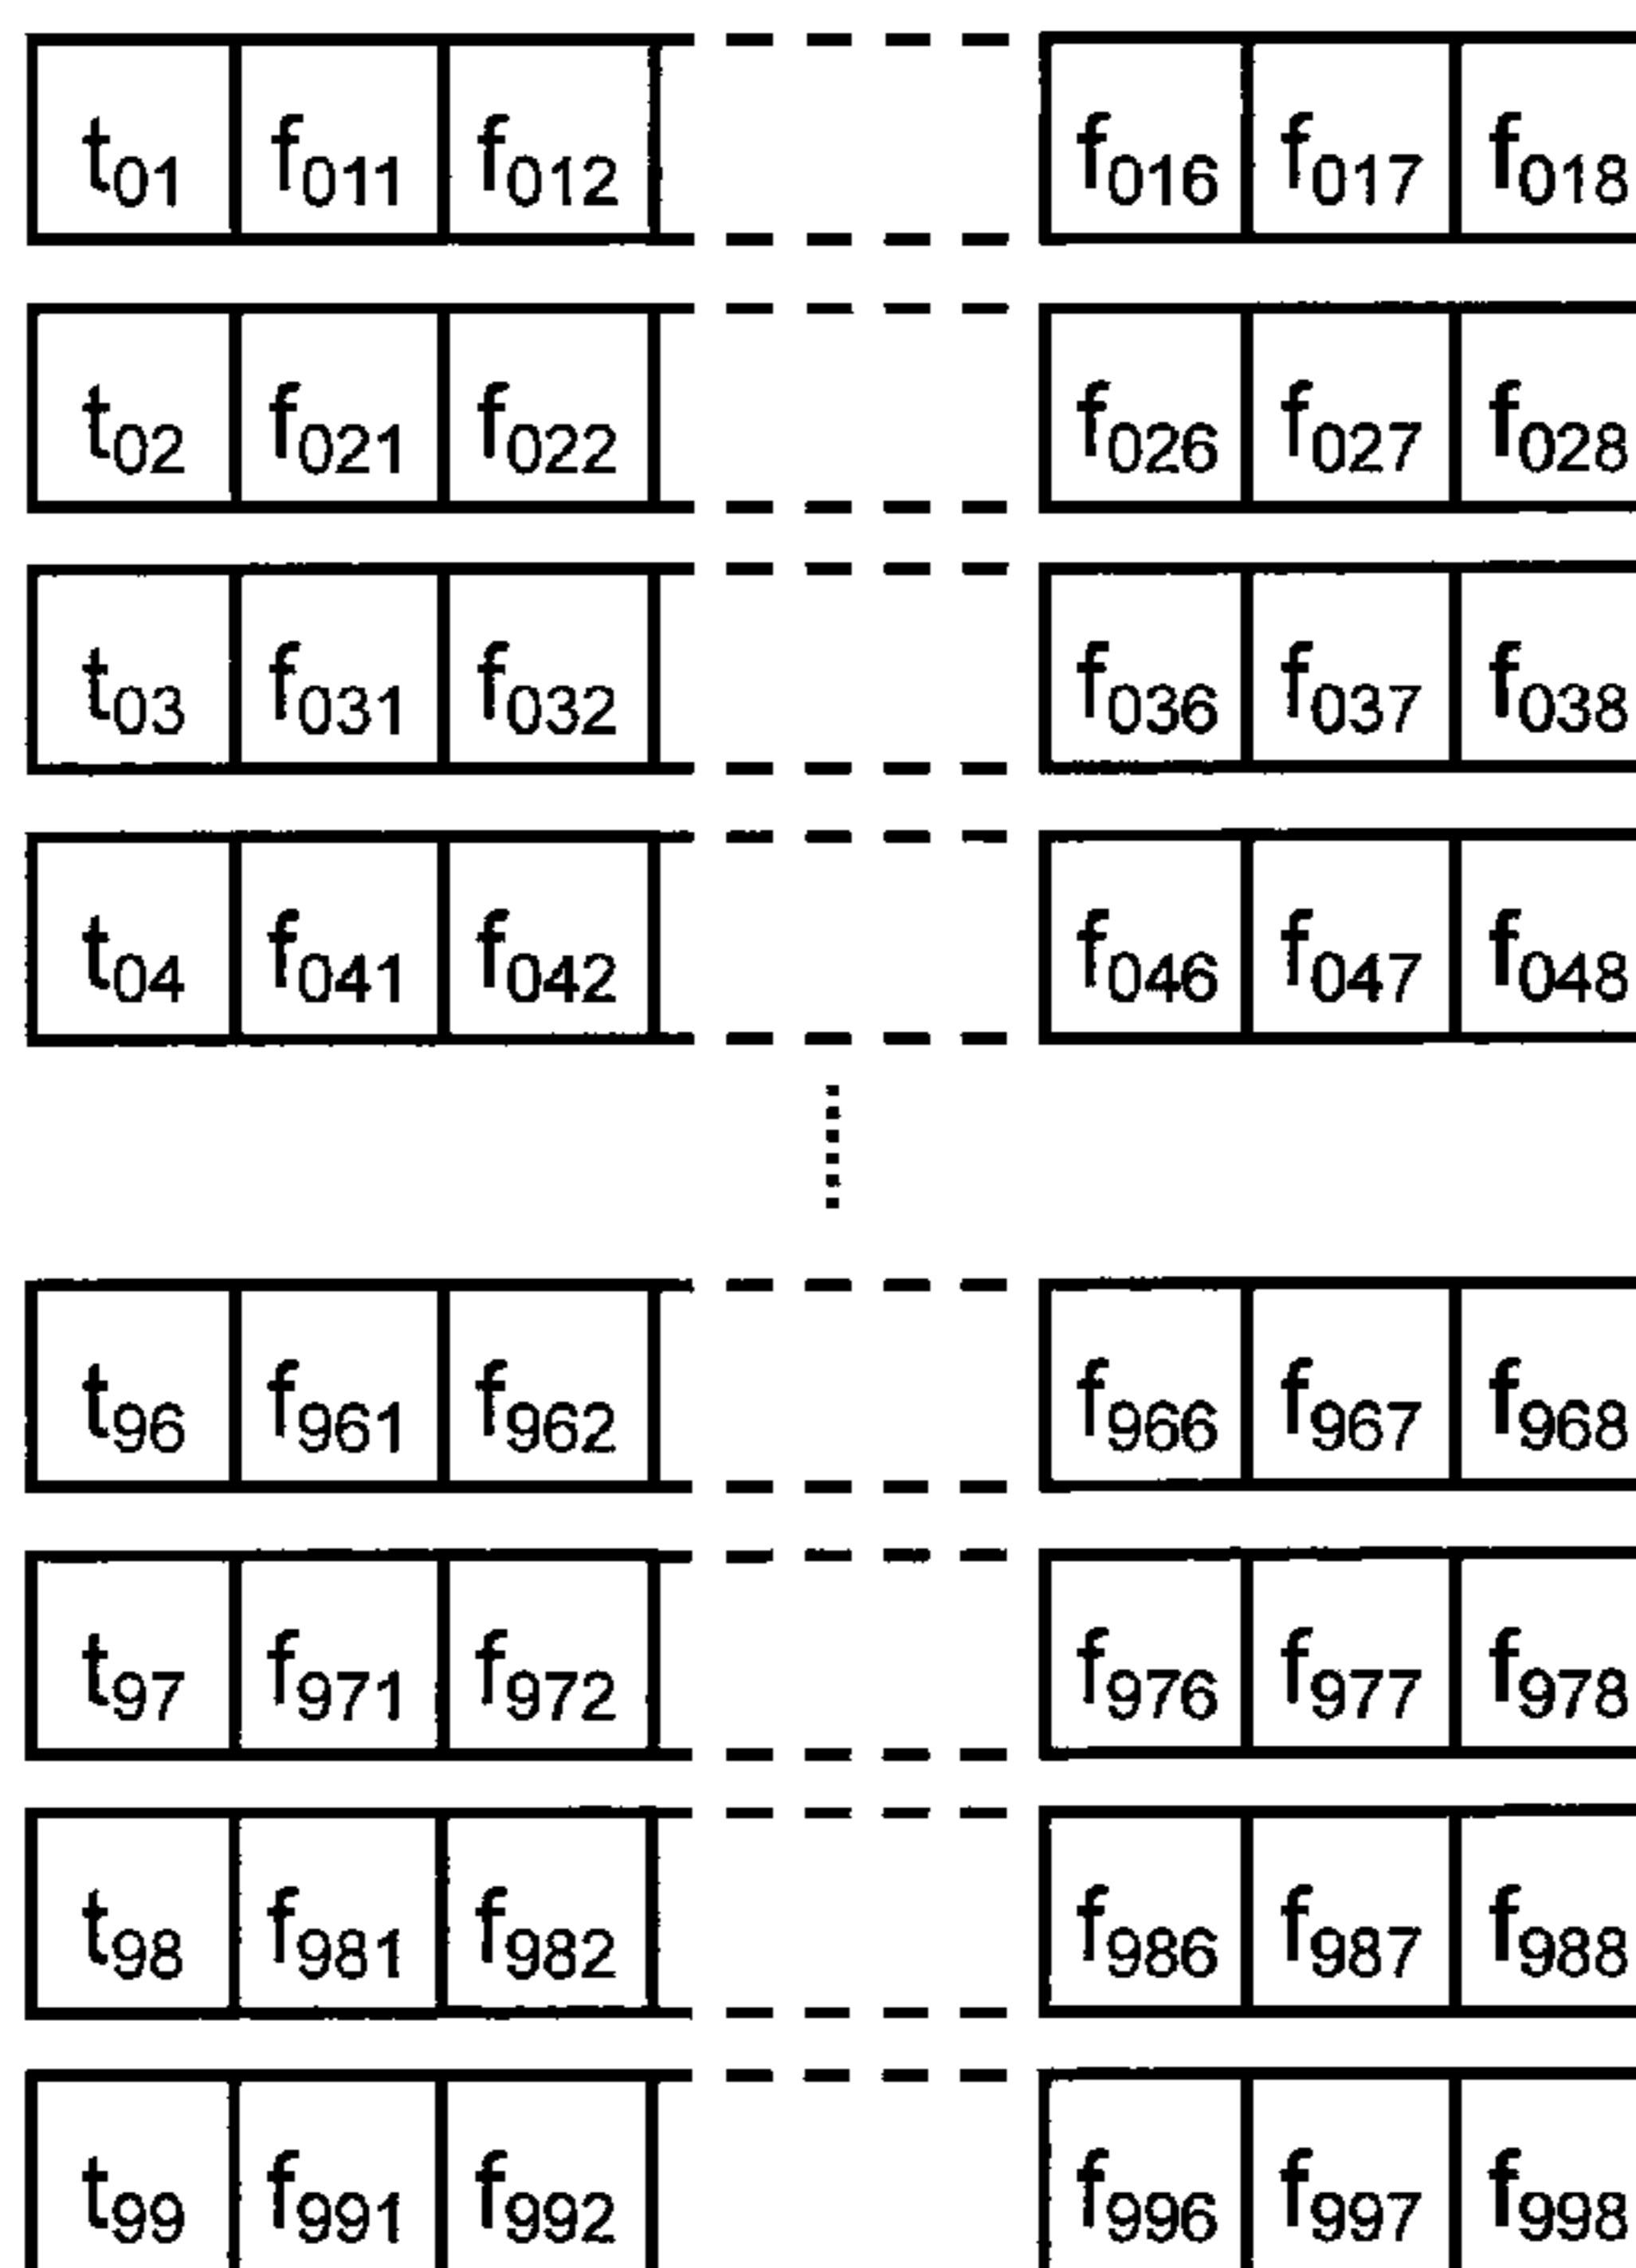 t01 f011 f012 f016 f017 f018
t02 f021 f022 f026 f027 f028
t03 f031 f032 f036 f037 f038
t04 f041 f042 f046 f047 f048
t96 f961 f962 f966 f967 f968
t97 f971 f972 f976 f977 f978
t98 f981 f982 f986 f987 f988
t99 f991 f992 f996 f997 f998